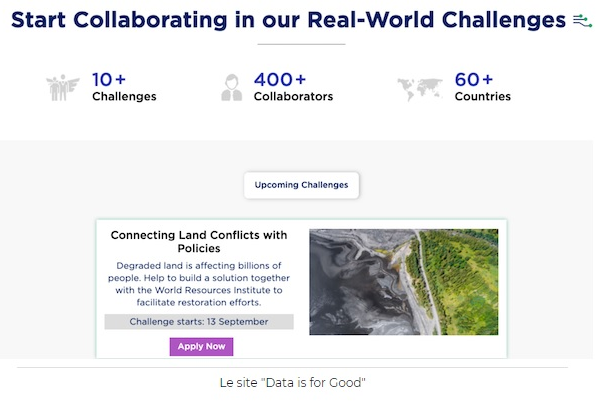 Start Collaborating in our Real-World Challenges
10+
Challenges
400+
Collaborators
60+
Countries
Upcoming Challenges
Connecting Land Conflicts with
Policies
Degraded land is affecting billions of
people. Help to build a solution together
with the World Resources Institute to
facilitate restoration efforts.
Challenge starts: 13 September
Apply Now
Le site "Data is for Good"